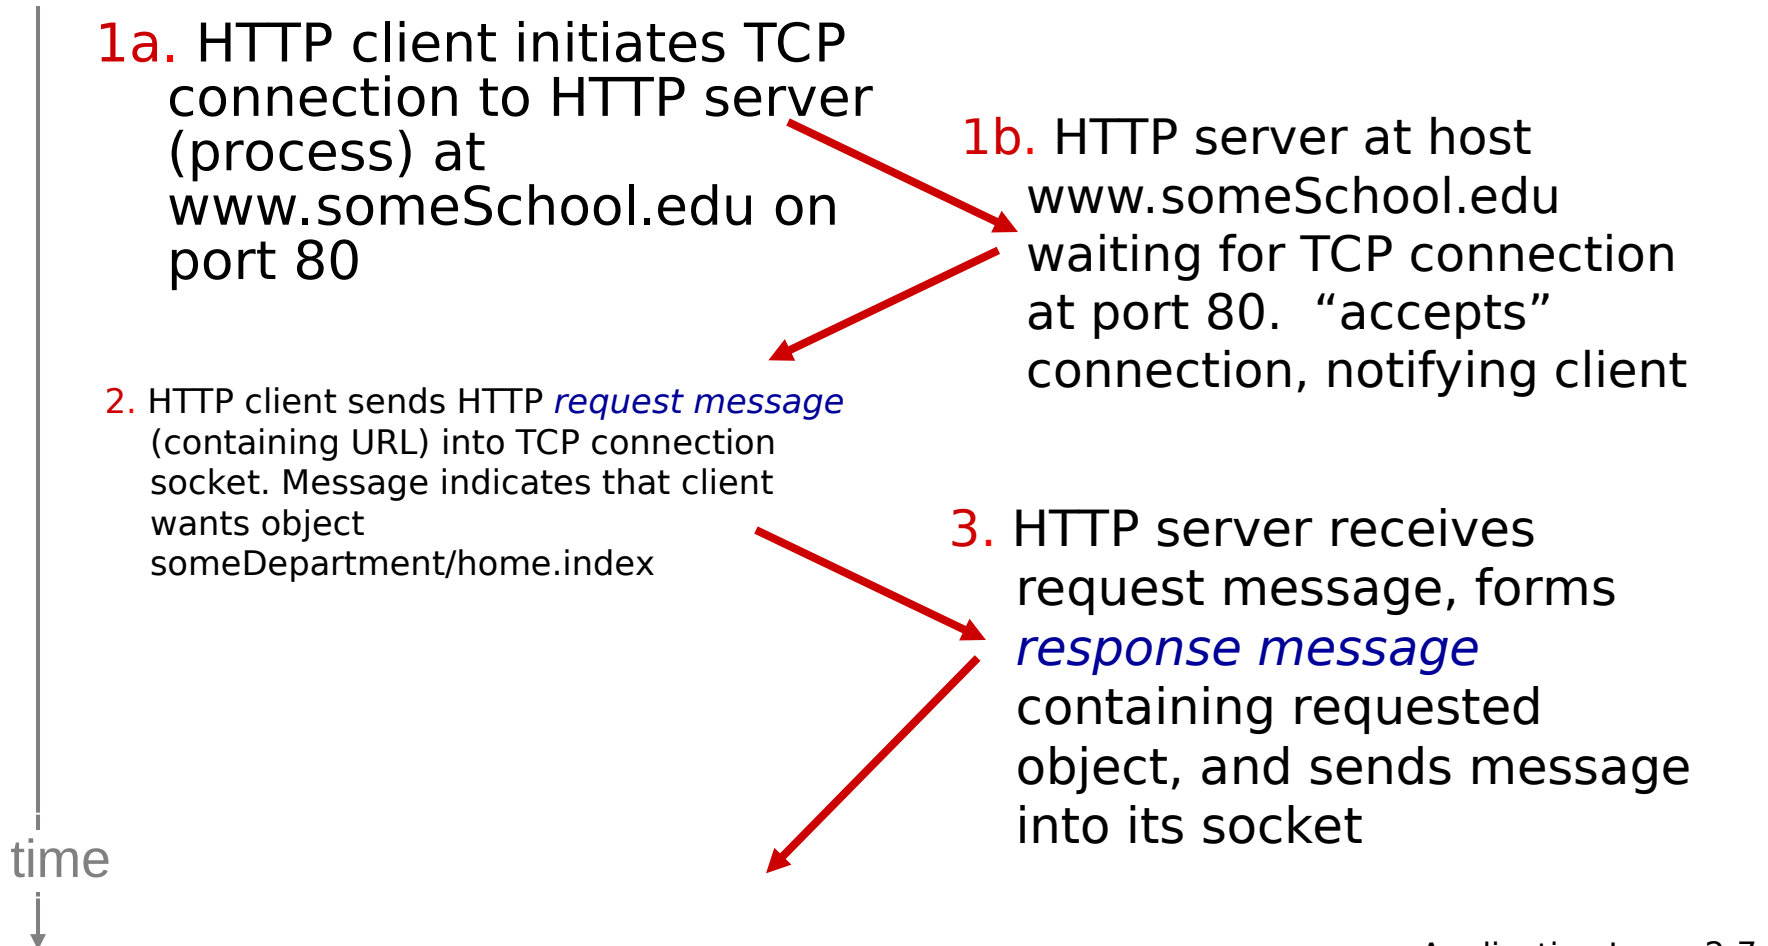 1a. HTTP client initiates TCP
connection to HTTP server
(process) at
www.someSchool.edu on
port 80
1b. HTTP server at host
www.someSchool.edu
waiting for TCP connection
at port 80.  “accepts”
connection, notifying client
2. HTTP client sends HTTP request message
(containing URL) into TCP connection
socket. Message indicates that client
wants object
someDepartment/home.index
3. HTTP server receives
request message, forms
response message
containing requested
object, and sends message
into its socket
time